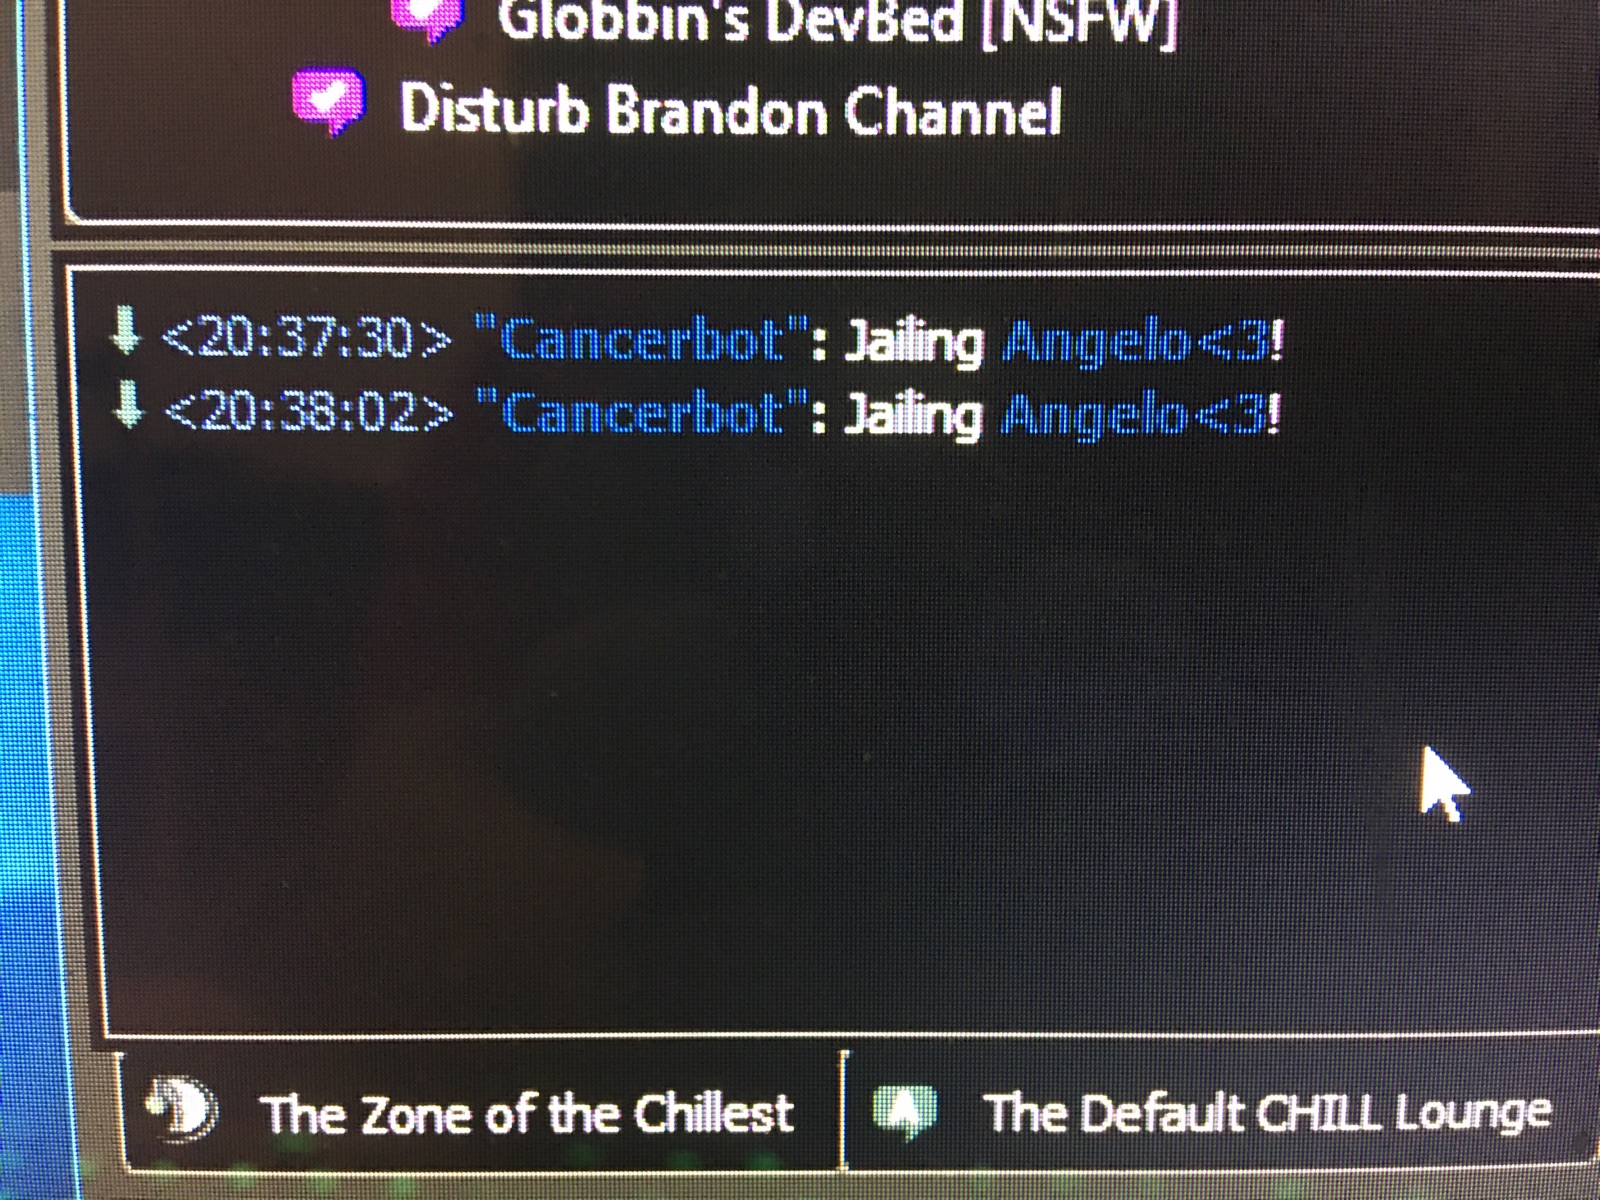 Globbin's DevBed [NSFW]
Disturb Brandon Channel
<20:37:30> "Cancerbot": Jailing Angelo<3!
<20:38:02> "Cancerbot": Jailing Angelo<3!
The Zone of the Chillest
The Default CHILL Lounge